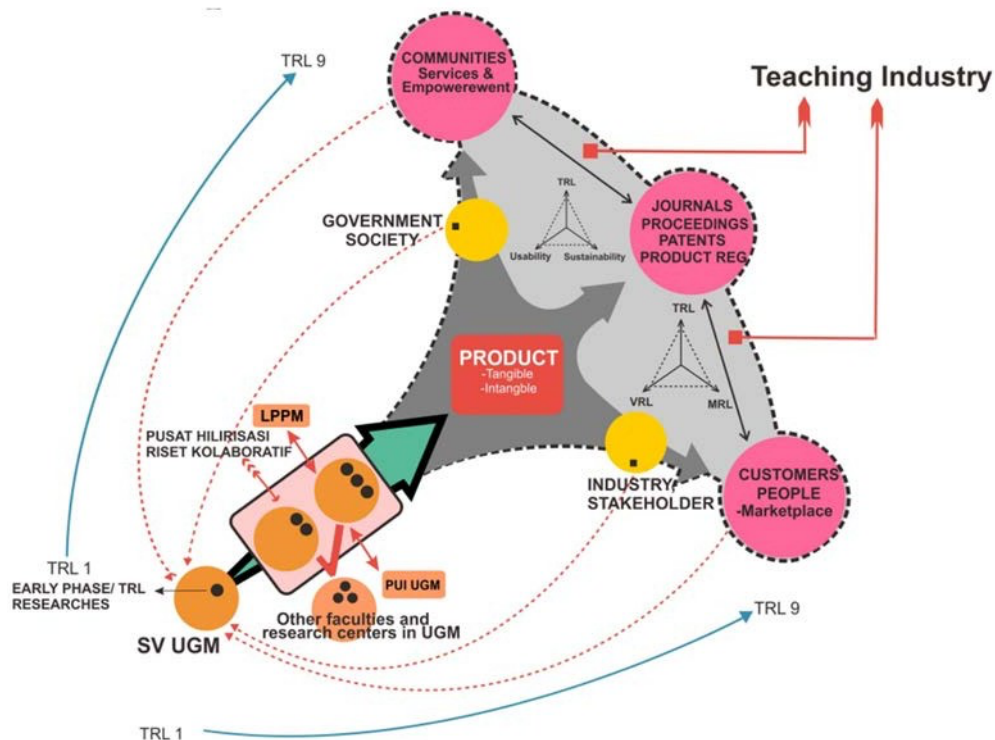 TRL 9
COMMUNITIES
Services &
Empowerewent
Teaching Industry
GOVERNMENT
SOCIETY
TRL
Usability
Sustainability
JOURNALS
PROCEEDINGS
PATENTS
PRODUCT REG
TRL
VRL
MRL
PRODUCT
-Tangible
-Intangble
LPPM
PUSAT HILIRISASI
RISET KOLABORATIF
INDUSTRY,
STAKEHOLDER
CUSTOMERS
PEOPLE
-Marketplace
TRL 1
EARLY PHASE/ TRL
RESEARCHES
PUI UGM
Other faculties and
research centers in UGM
SV UGM
TRL 9
TRL 1